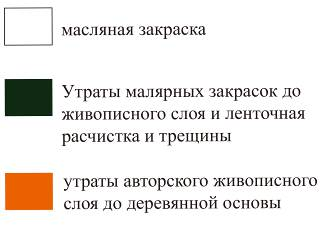 масляная закраска
Утраты малярных закрасок до
живописного слоя и ленточная
расчистка и трещины
утраты авторского живописного
слоя до деревянной основы